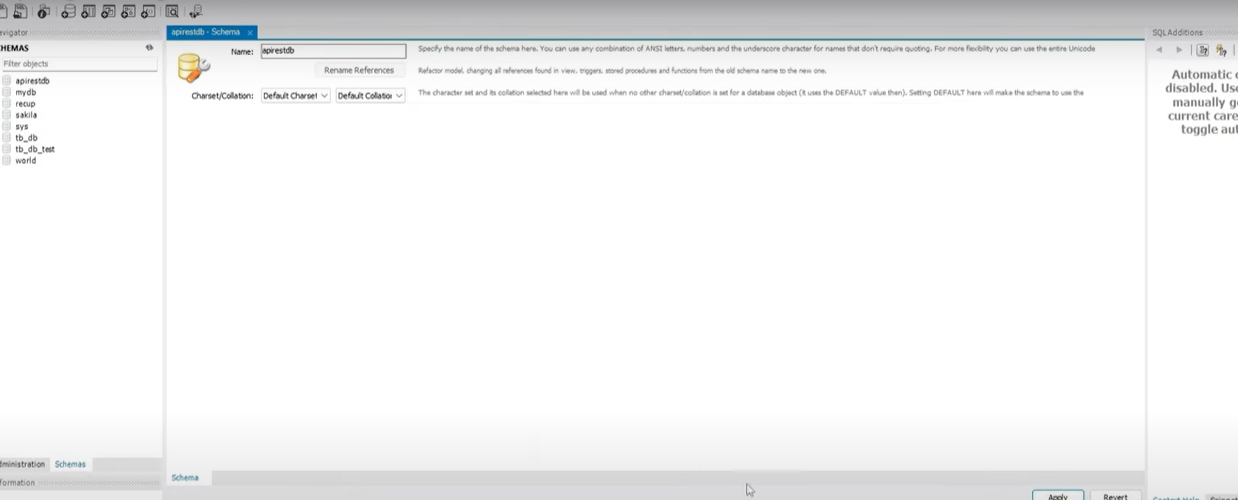 apirestdb - Schema ×
SQLAdditions
HEMAS
Filter objects
apirestdb
mydb
recup
sakila
sys
tb_db
tb_db_test
world
Name:
apirestdb
Specify the name of the schema here. You can use any combination of ANSI letters, numbers and the underscore character for names that don't require quoting. For more flexibility you can use the entire Unicode
Rename References
Refactor model, changing all references found in view, triggers, stored procedures and functions from the old schema name to the new one.
Charset/Collation:
Default Charset
Default Collation
The character set and its collation selected here will be used when no other charset/collation is set for a database object (it uses the DEFAULT value then). Setting DEFAULT here will make the schema to use the
Automatic
disabled. Use
manually
current care
toggle aut
dministration
Schemas
formation
Schema
Apply
Revert